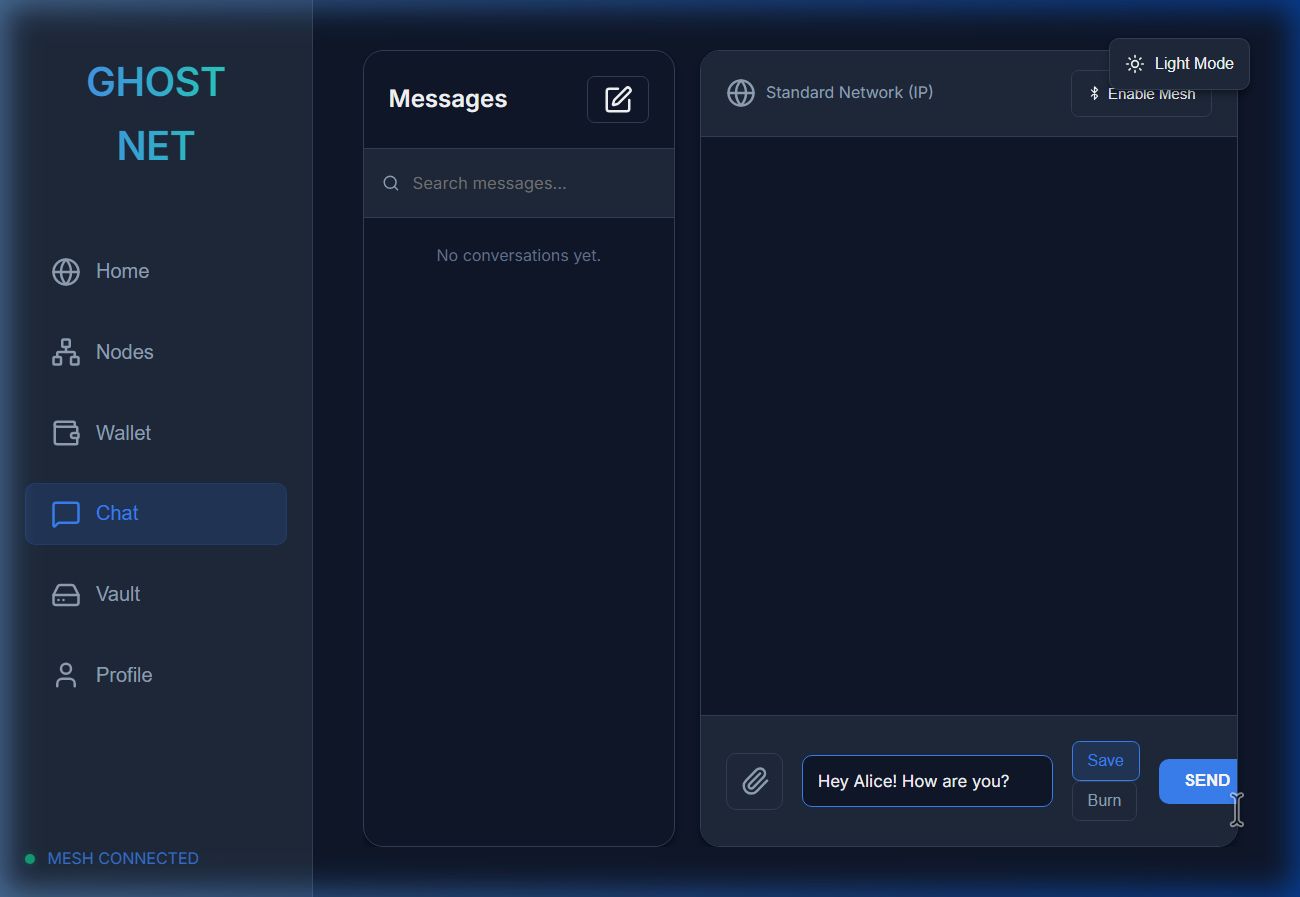 GHOST
NET
Home
Nodes
Wallet
Chat
Vault
Profile
MESH CONNECTED
Messages
Search messages...
No conversations yet.
Standard Network (IP)
Light Mode
Enable Mesh
Hey Alice! How are you?
Save
Burn
SEND